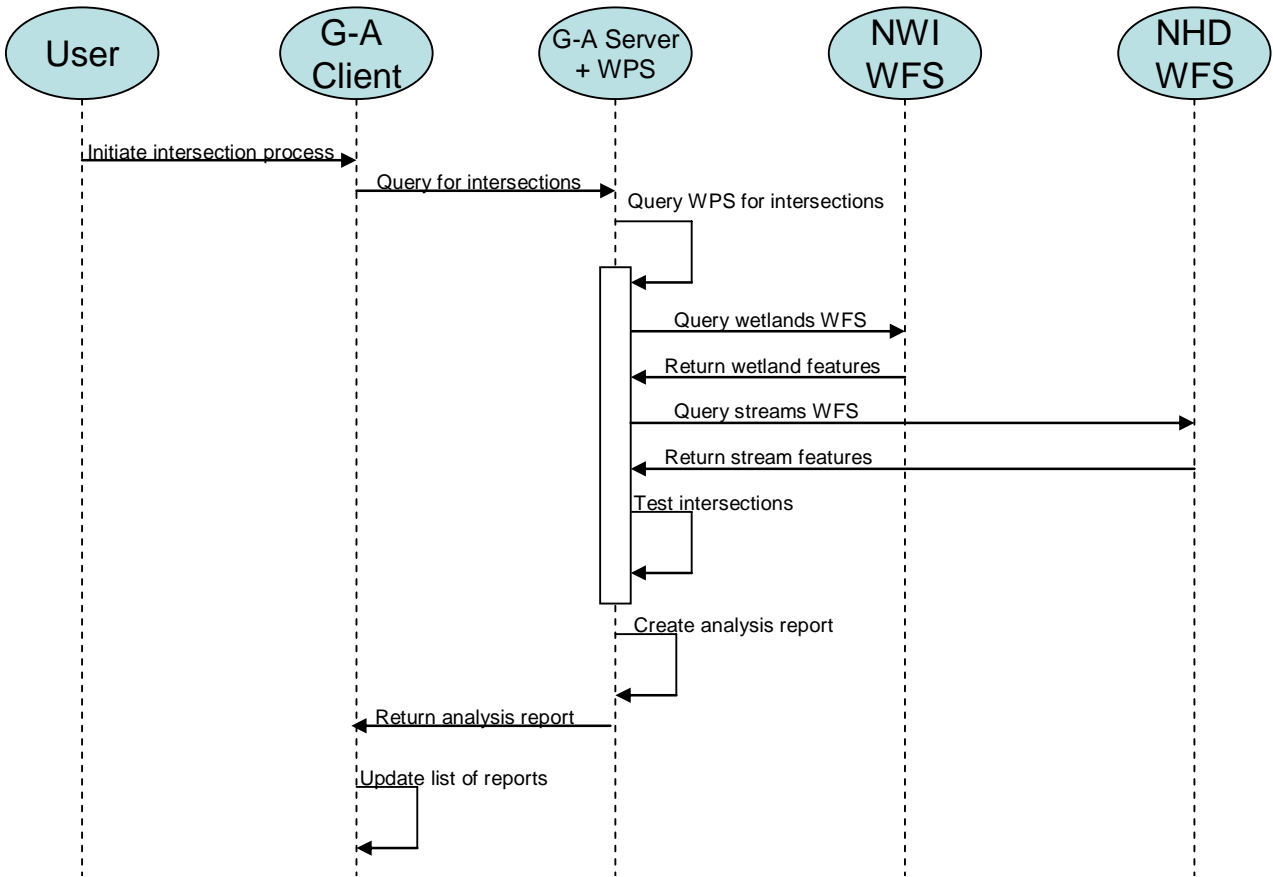 User
G-A
Client
G-A Server
+ WPS
NWI
WFS
NHD
WFS
Initiate intersection process
Query for intersections
Query WPS for intersections
Query wetlands WFS
Return wetland features
Query streams WFS
Return stream features
Test intersections
Create analysis report
Return analysis report
Update list of reports